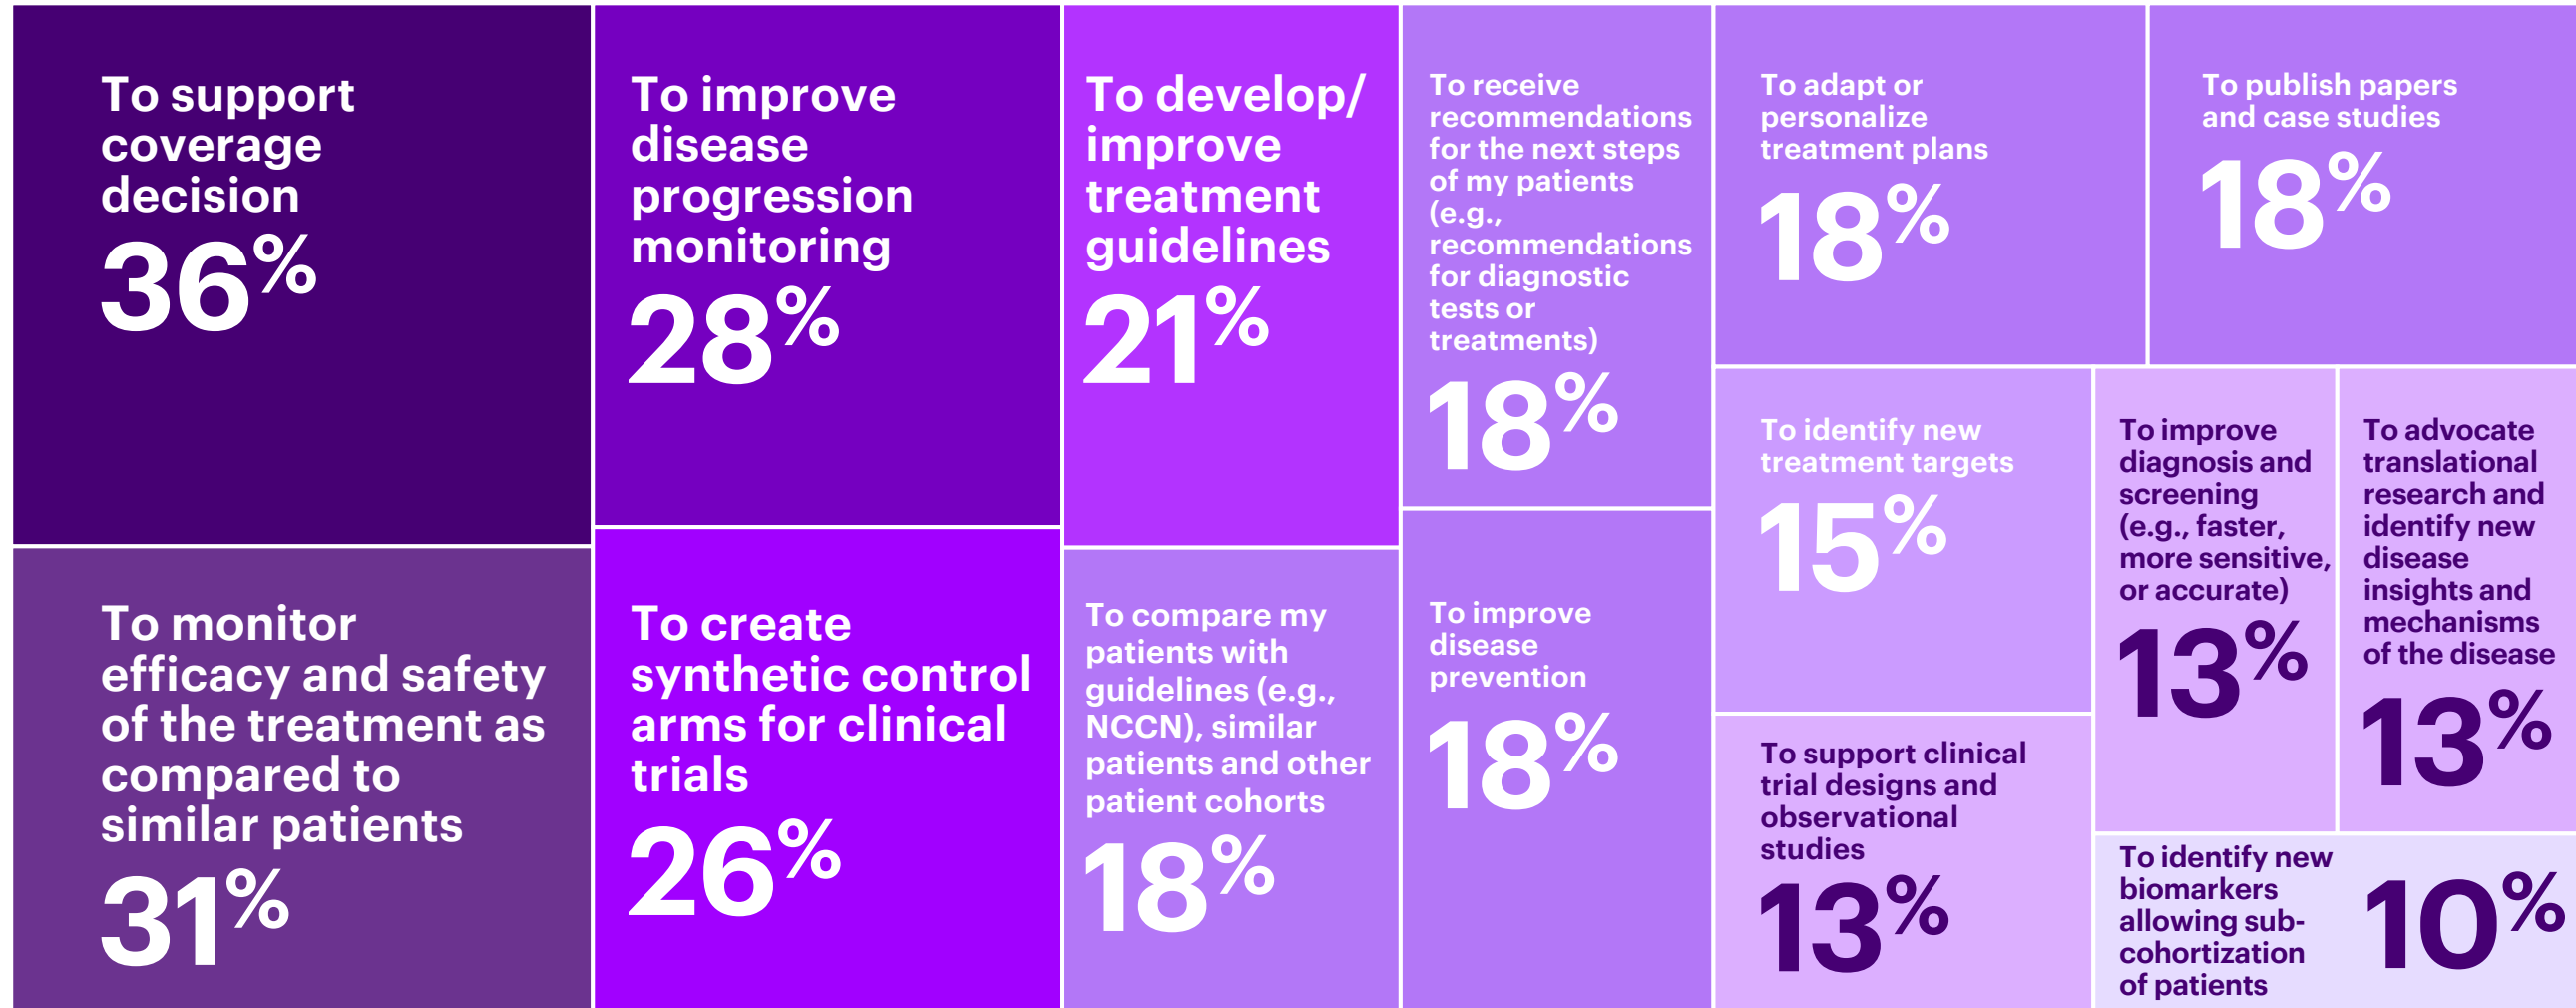 To support
coverage
decision
36%
To monitor
efficacy and safety
of the treatment as
compared to
similar patients
31%
To improve
disease
progression
monitoring
28%
To create
synthetic control
arms for clinical
trials
26%
To develop/
improve
treatment
guidelines
21%
To compare my
patients with
guidelines (e.g.,
NCCN), similar
patients and other
patient cohorts
18%
To receive
recommendations
for the next steps
of my patients
(e.g.,
recommendations
for diagnostic
tests or
treatments)
18%
To improve
disease
prevention
18%
To adapt or
personalize
treatment plans
18%
To publish papers
and case studies
18%
To identify new
treatment targets
15%
To support clinical
trial designs and
observational
studies
13%
To improve
diagnosis and
screening
(e.g., faster,
more sensitive,
or accurate)
13%
To advocate
translational
research and
identify new
disease
insights and
mechanisms
of the disease
13%
To identify new
biomarkers
allowing sub-
cohortization
of patients
10%